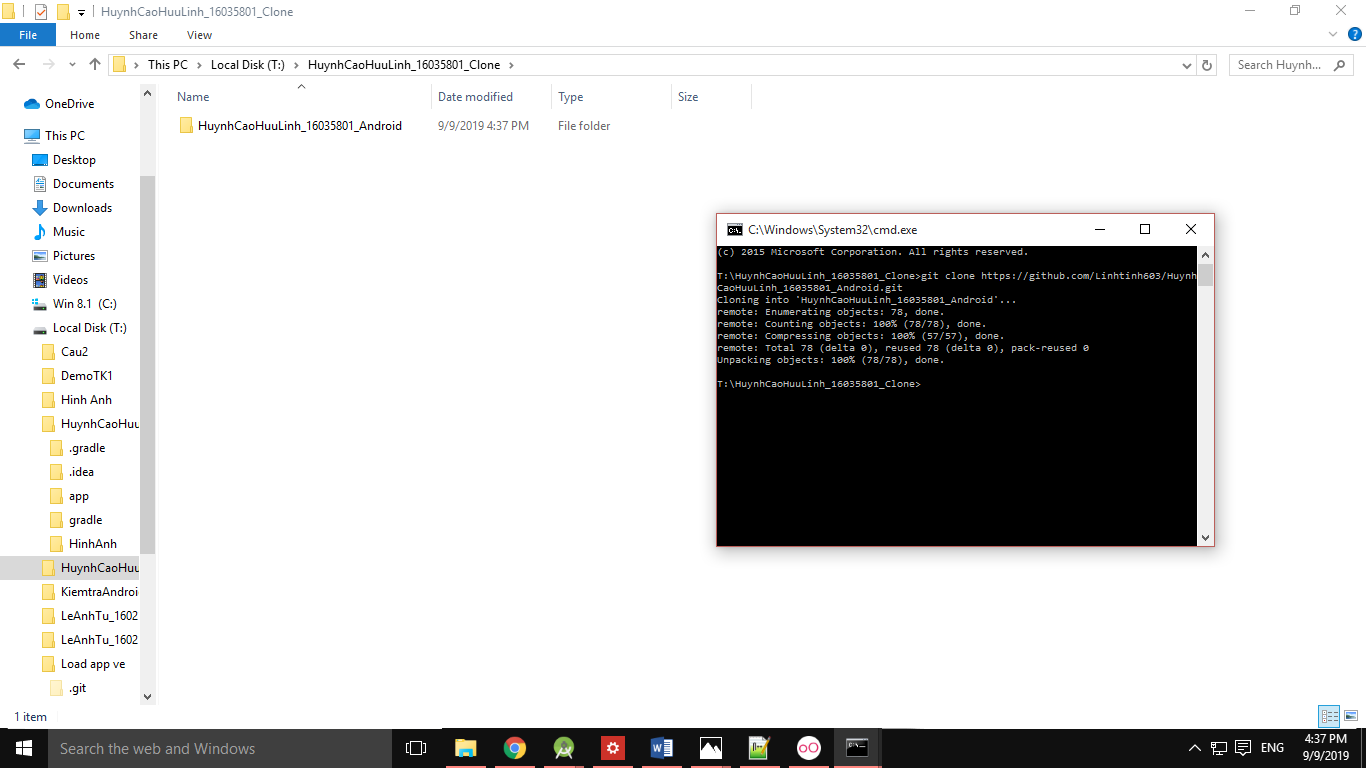 HuynhCaoHuuLinh_16035801_Clone
File
Home
Share
View
This PC
Local Disk (T:)
HuynhCaoHuuLinh_16035801_Clone
Search Huynh...
OneDrive
This PC
Desktop
Documents
Downloads
Music
Pictures
Videos
Win 8.1 (C:)
Local Disk (T:)
Cau2
DemoTK1
Hinh Anh
HuynhCaoHuu
.gradle
.idea
app
gradle
HinhAnh
HuynhCaoHuu
KiemtraAndroi
LeAnhTu_1602
LeAnhTu_1602
Load app ve
.git
Name
Date modified
Type
Size
HuynhCaoHuuLinh_16035801_Android
9/9/2019 4:37 PM
File folder
C:\Windows\System32\cmd.exe
(c) 2015 Microsoft Corporation. All rights reserved.
T:\HuynhCaoHuuLinh_16035801_Clone>git clone https://github.com/Linhtinh603/Huynh
CaoHuuLinh_16035801_Android.git
Cloning into 'HuynhCaoHuuLinh_16035801_Android'...
remote: Enumerating objects: 78, done.
remote: Counting objects: 100% (78/78), done.
remote: Compressing objects: 100% (57/57), done.
remote: Total 78 (delta 0), reused 78 (delta 0), pack-reused 0
Unpacking objects: 100% (78/78), done.
T:\HuynhCaoHuuLinh_16035801_Clone>
1 item
Search the web and Windows
ENG
4:37 PM
9/9/2019